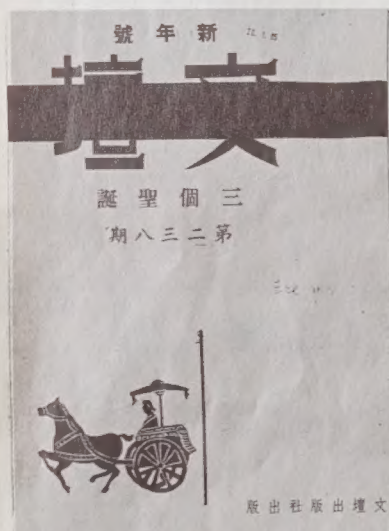 新年號
文壇
三個聖誕
第二三八期
文壇出版社出版